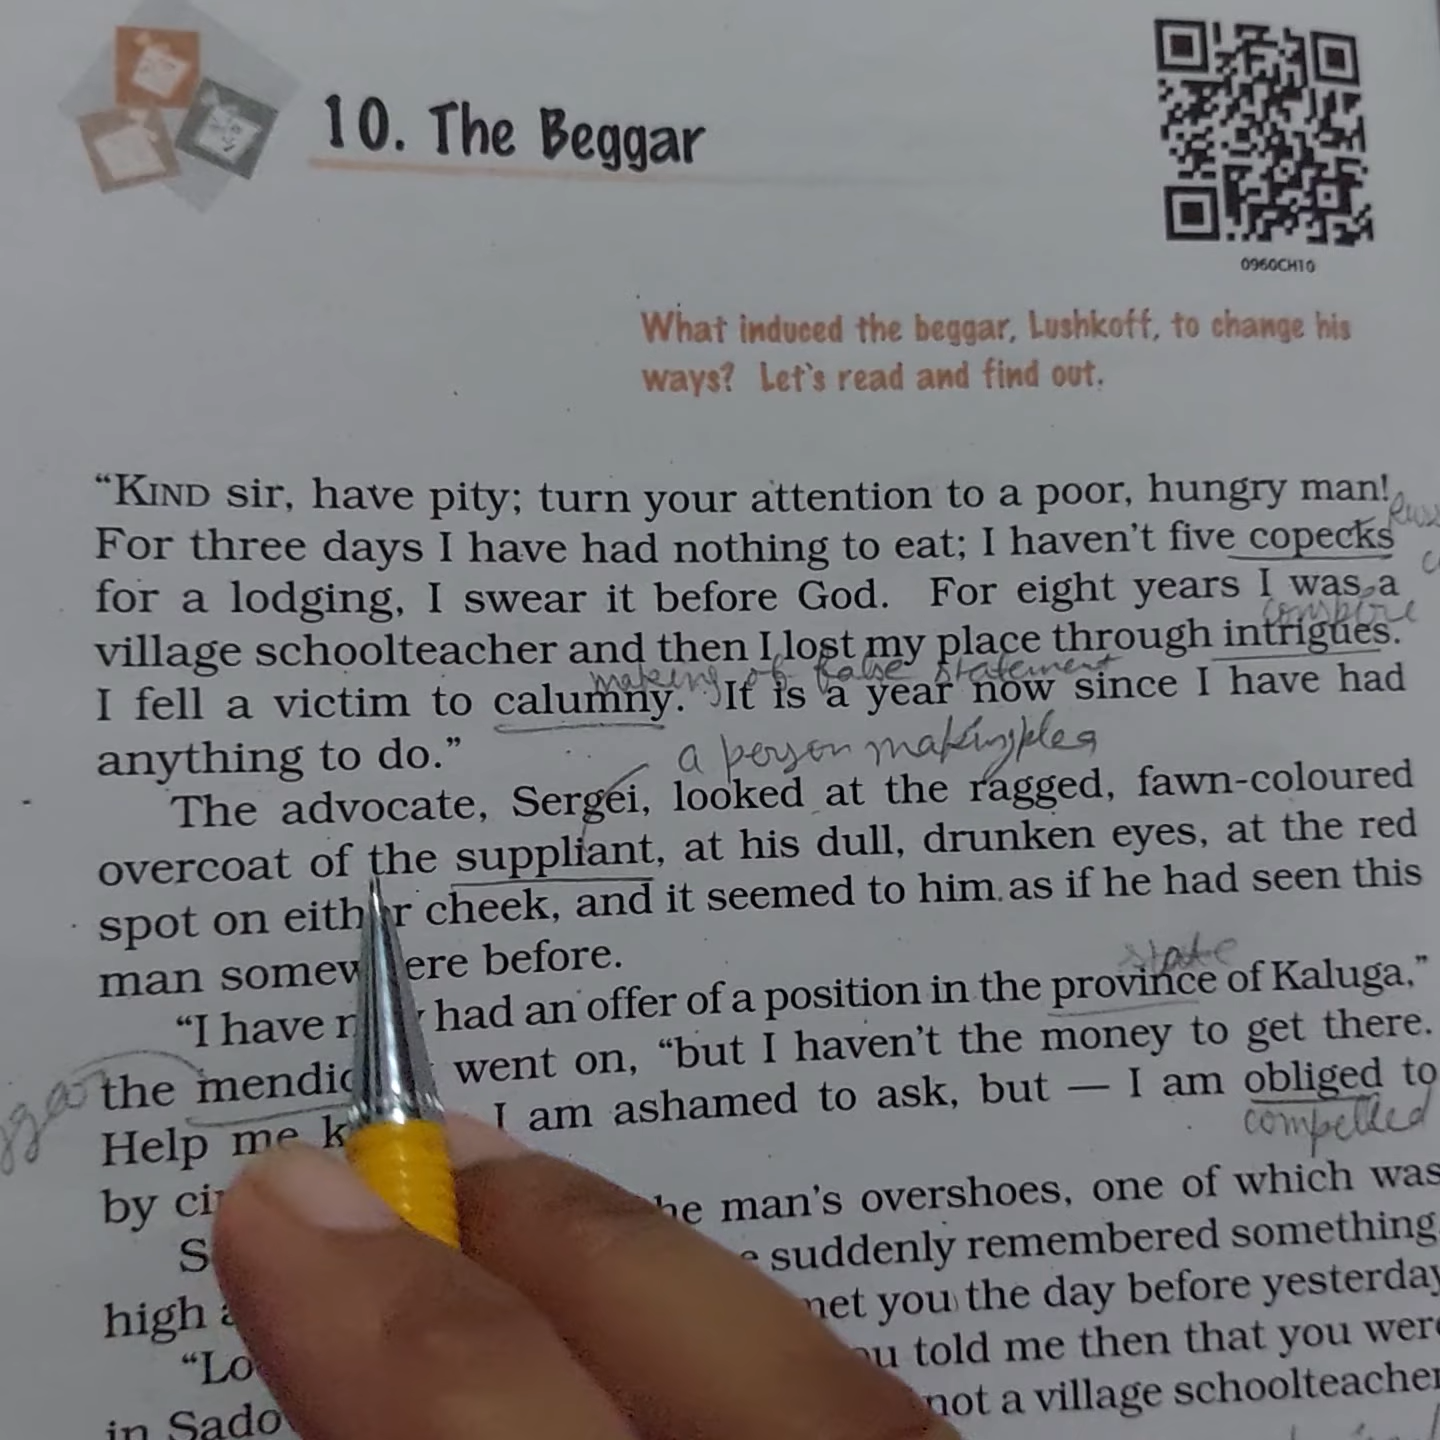 10. The Beggar
0960CH10
What induced the beggar, Lushkoff, to change his
ways? Let's read and find out.
“KIND sir, have pity; turn your attention to a poor, hungry man!
For three days I have had nothing to eat; I haven't five copecks
for a lodging, I swear it before God. For eight years I was a
village schoolteacher and then I lost my place through intrigues.
making of false statement
I fell a victim to calumny. It is a year now since I have had
anything to do.”
a person making plea
The advocate, Sergei, looked at the ragged, fawn-coloured
overcoat of the suppliant, at his dull, drunken eyes, at the red
spot on either cheek, and it seemed to him as if he had seen this
man somewhere before.
state
“I have had an offer of a position in the province of Kaluga,”
the went on, “but I haven't the money to get there.
Help me I am ashamed to ask, but — I am obliged to
compelled
by man's overshoes, one of which was
suddenly remembered something.
high met you the day before yesterday
told me then that you were
in not a village schoolteacher